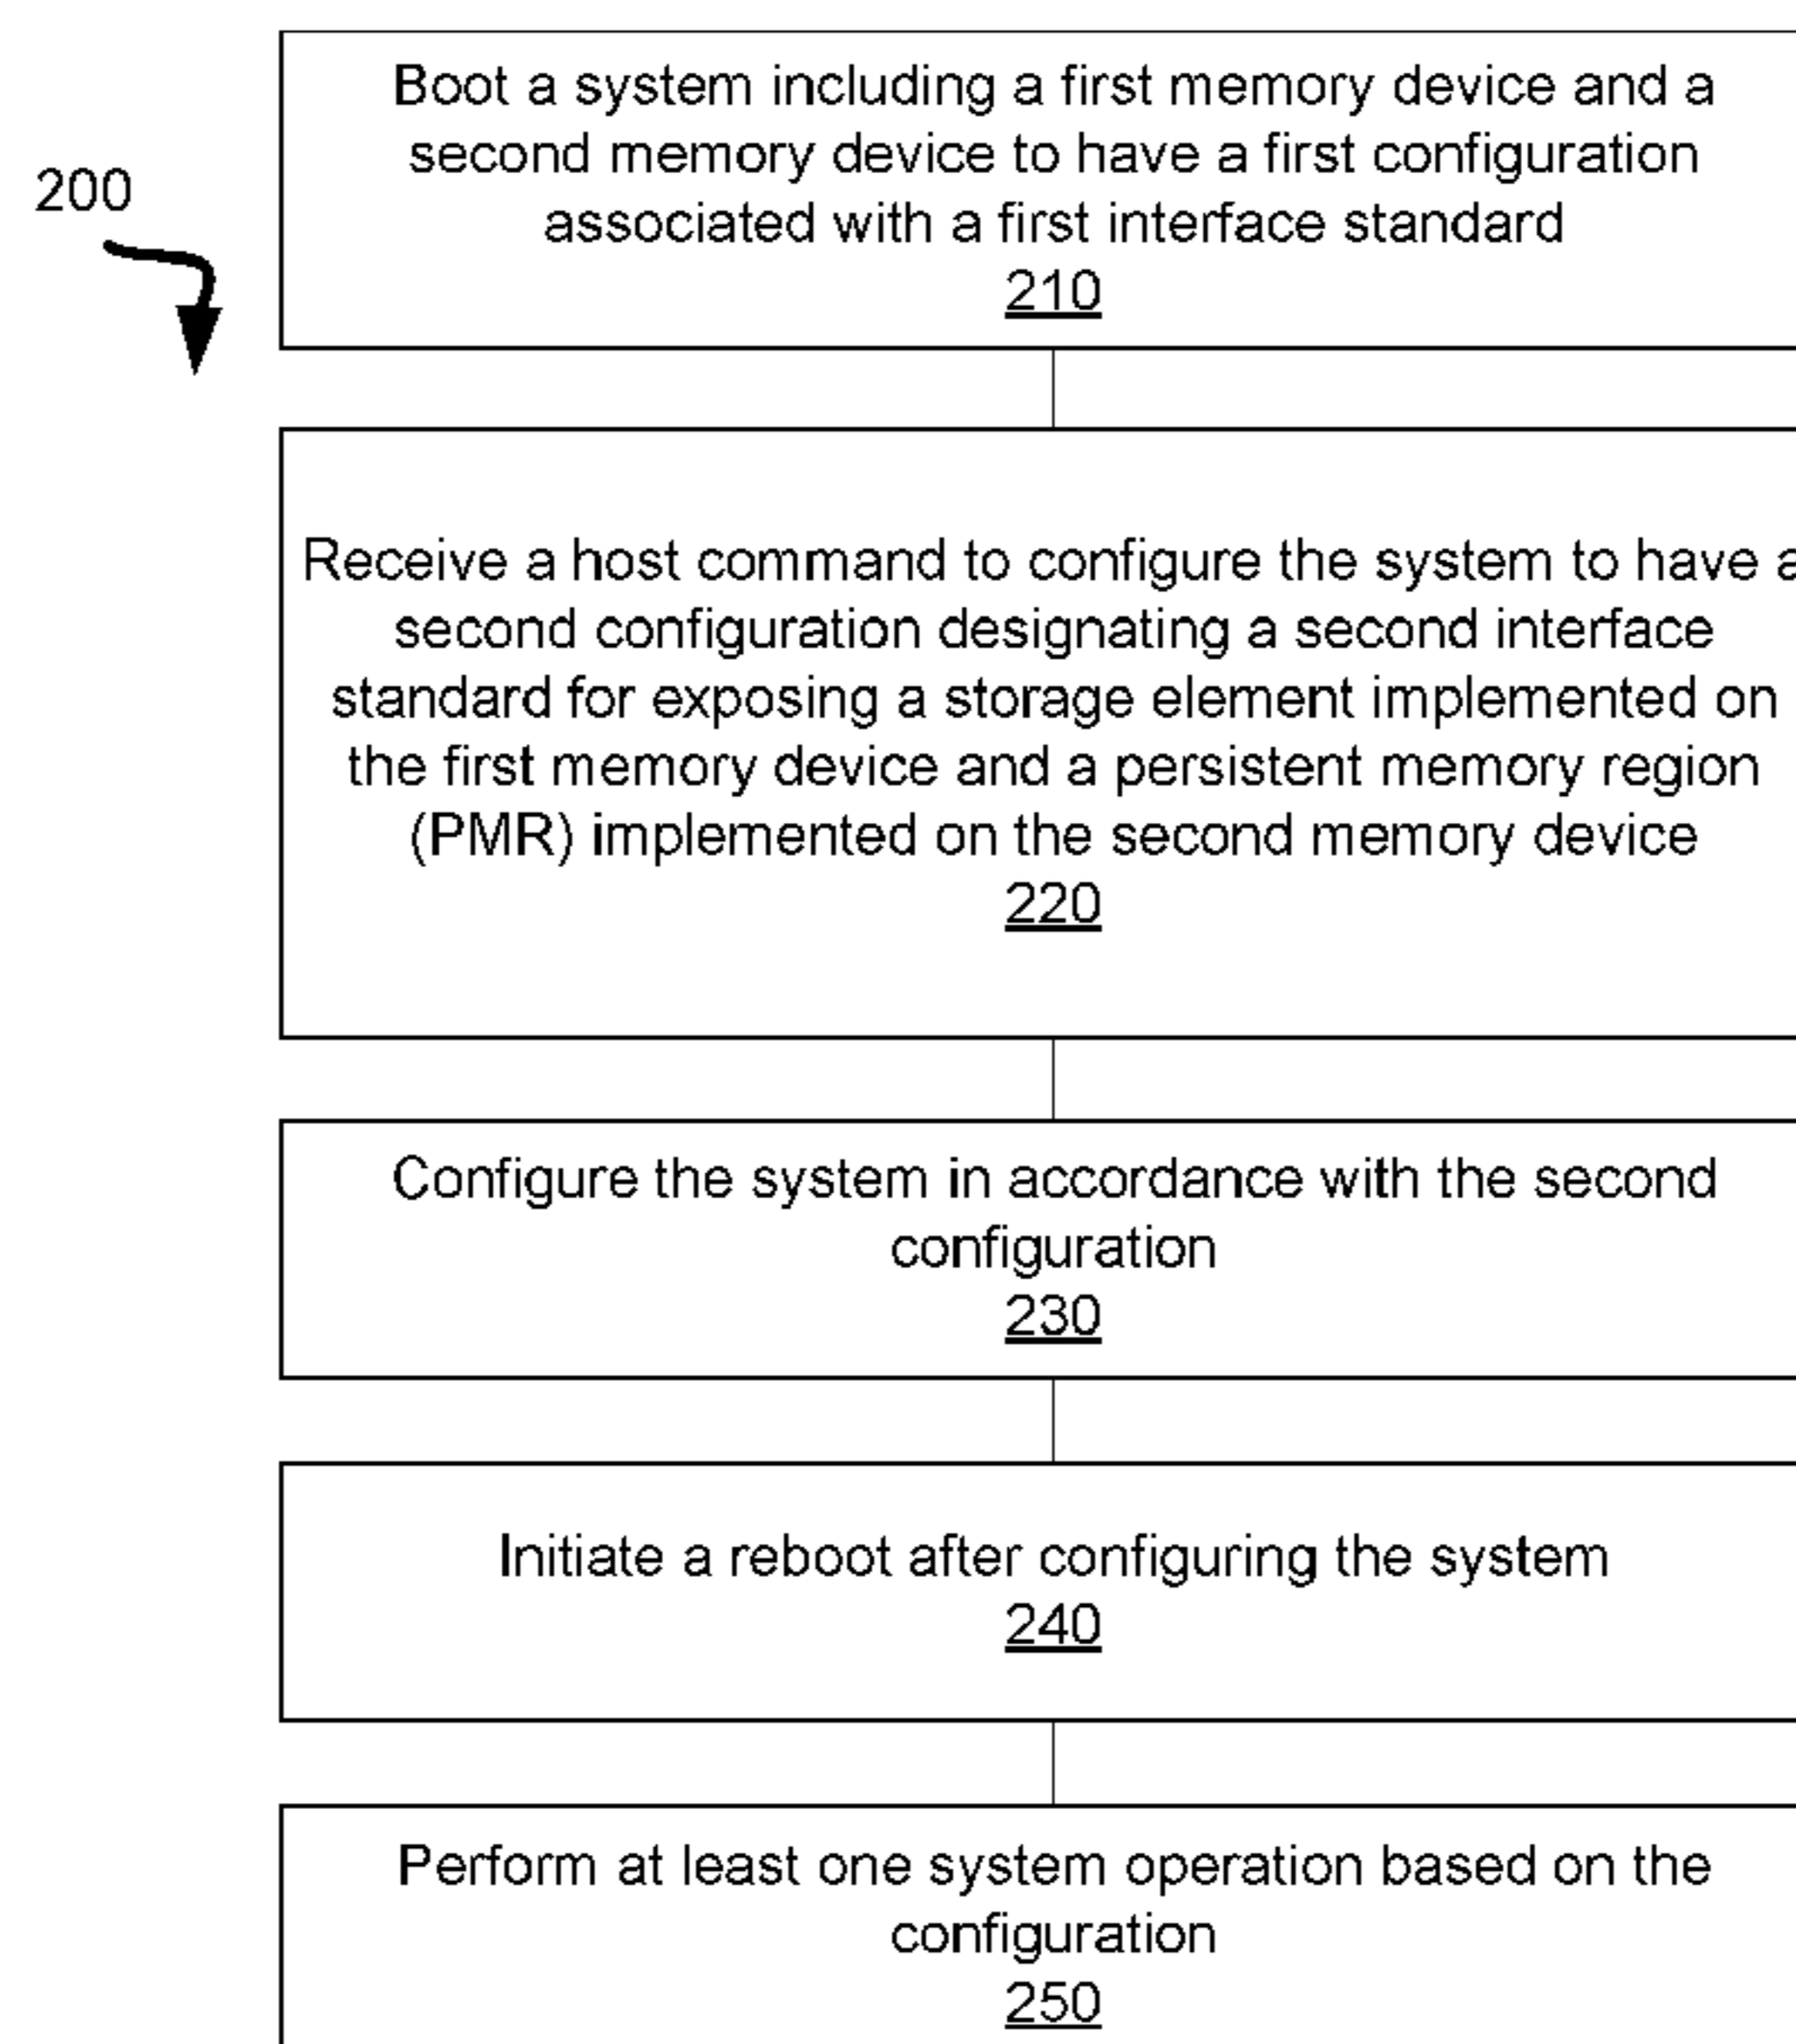 200
Boot a system including a first memory device and a
second memory device to have a first configuration
associated with a first interface standard
210
Receive a host command to configure the system to have a
second configuration designating a second interface
standard for exposing a storage element implemented on
the first memory device and a persistent memory region
(PMR) implemented on the second memory device
220
Configure the system in accordance with the second
configuration
230
Initiate a reboot after configuring the system
240
Perform at least one system operation based on the
configuration
250